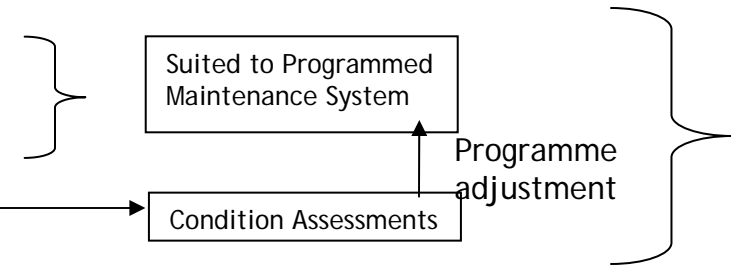 Suited to Programmed
Maintenance System
Programme
adjustment
Condition Assessments